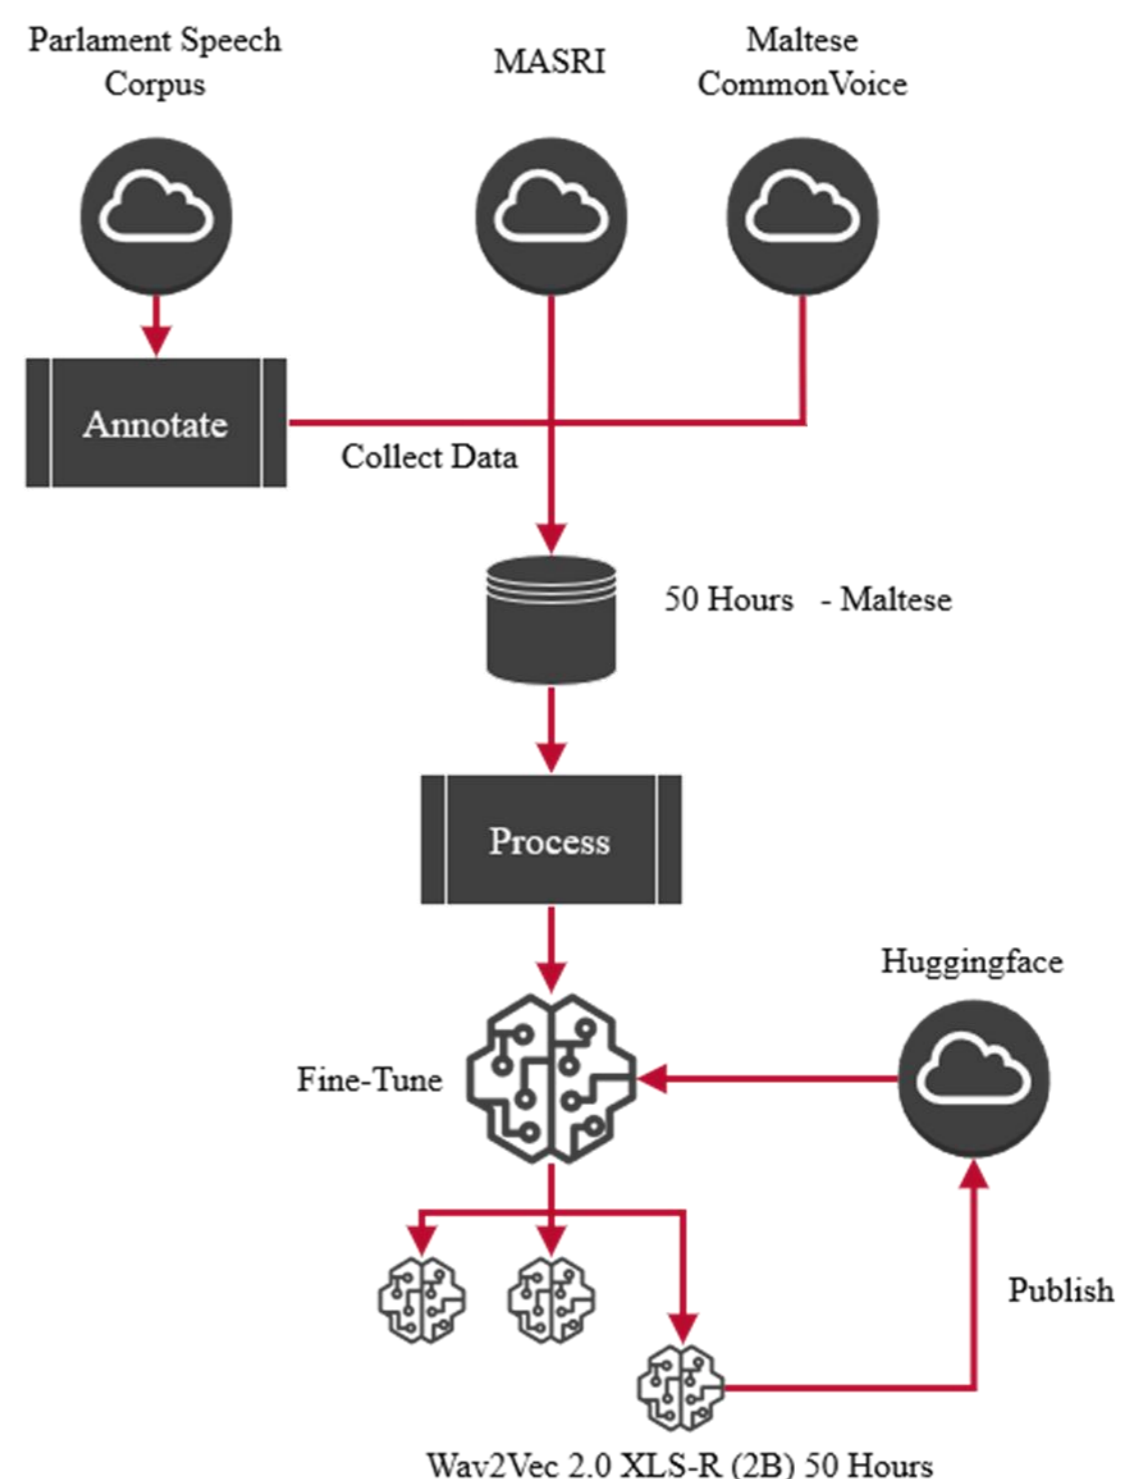 Parlament Speech
Corpus
MASRI
Maltese
CommonVoice
Annotate
Collect Data
50 Hours - Maltese
Process
Huggingface
Fine-Tune
Publish
Wav2Vec 2.0 XLS-R (2B) 50 Hours